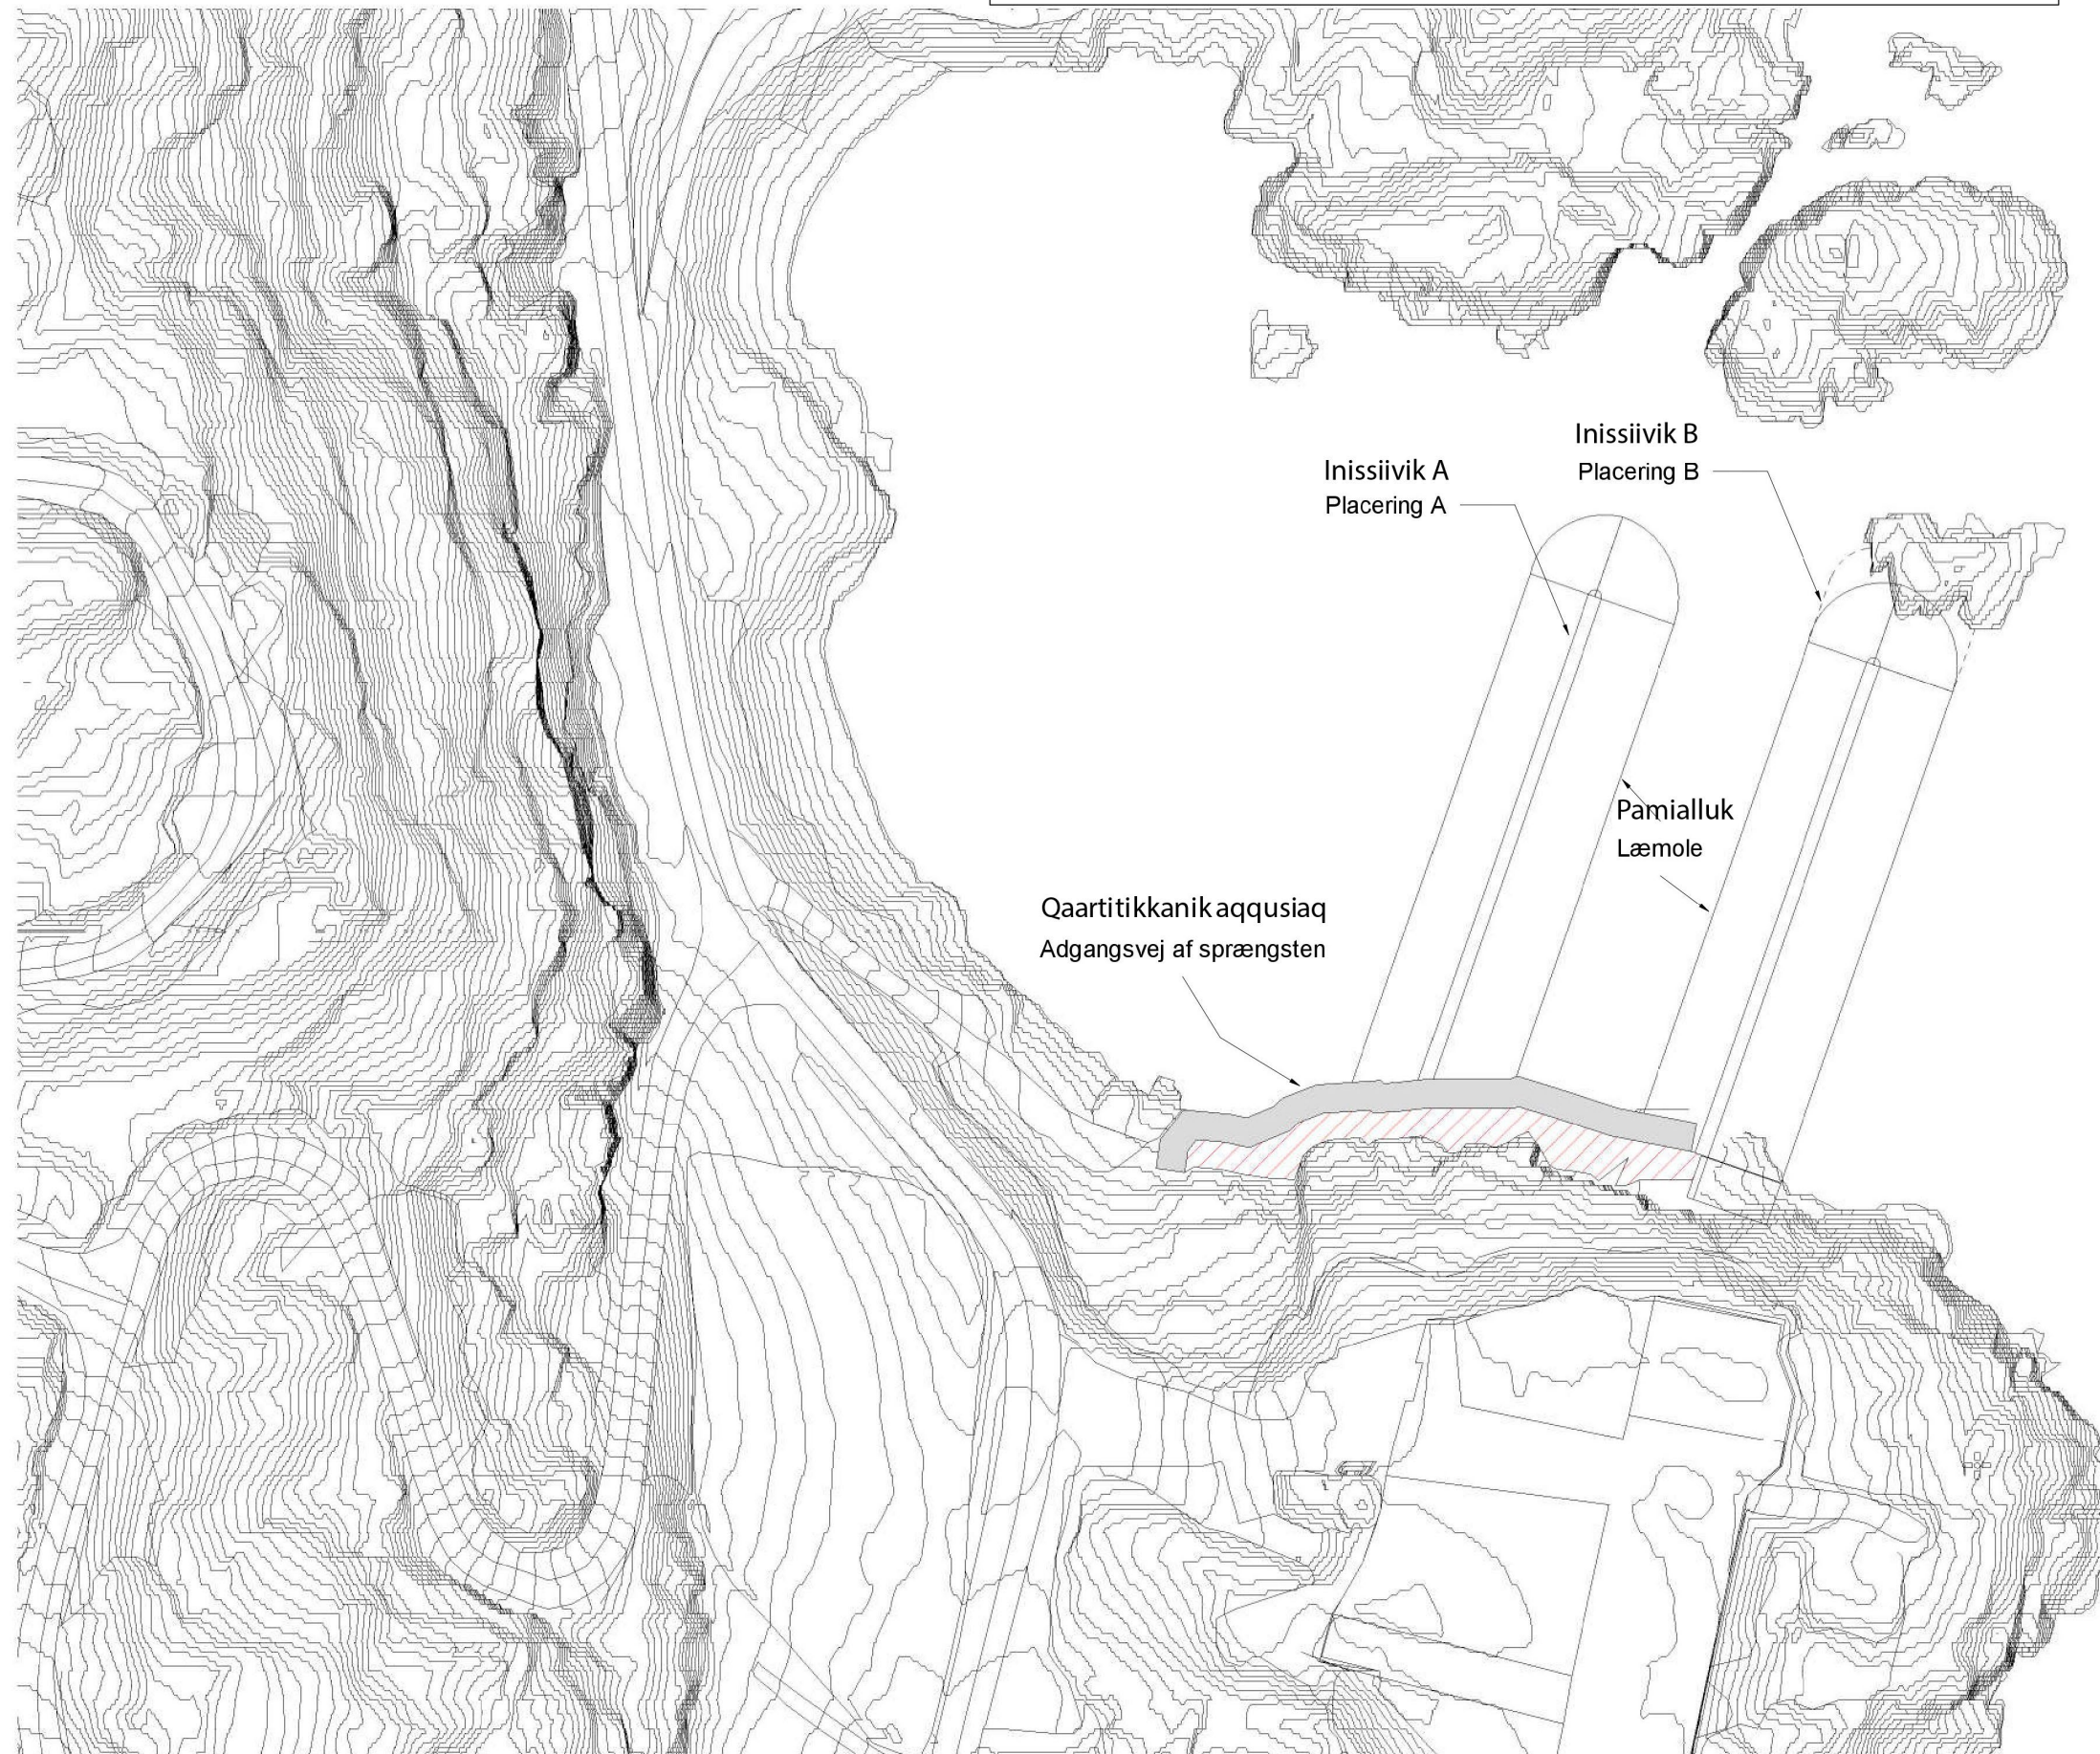 Inissiivik B
Placering B
Inissiivik A
Placering A
Pamialluk
Læmole
Qaartitikkanik aqqusiaq
Adgangsvej af sprængsten